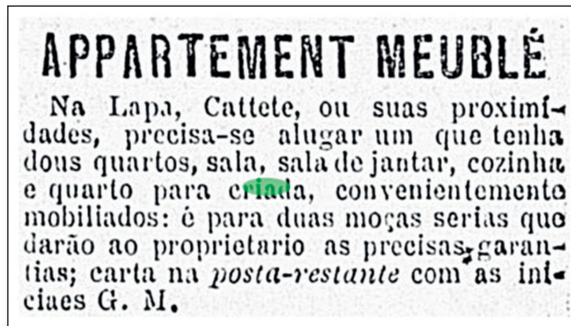 APPARTEMENT MEUBLÉ
Na Lapa, Cattete, ou suas proximi-
dades, precisa-se alugar um que tenha
dous quartos, sala, sala de jantar, cozinha
e quarto para criada, convenientemente
mobiliados: é para duas moças serias que
darão ao proprietario as precisas garan-
tias; carta na posta-restante com as ini-
ciaes G. M.